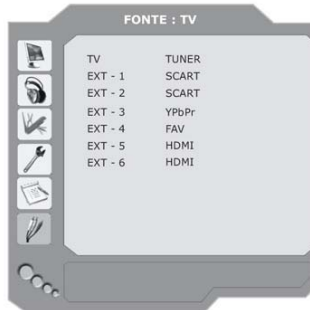 FONTE : TV
TV TUNER
EXT - 1 SCART
EXT - 2 SCART
EXT - 3 YPbPr
EXT - 4 FAV
EXT - 5 HDMI
EXT - 6 HDMI